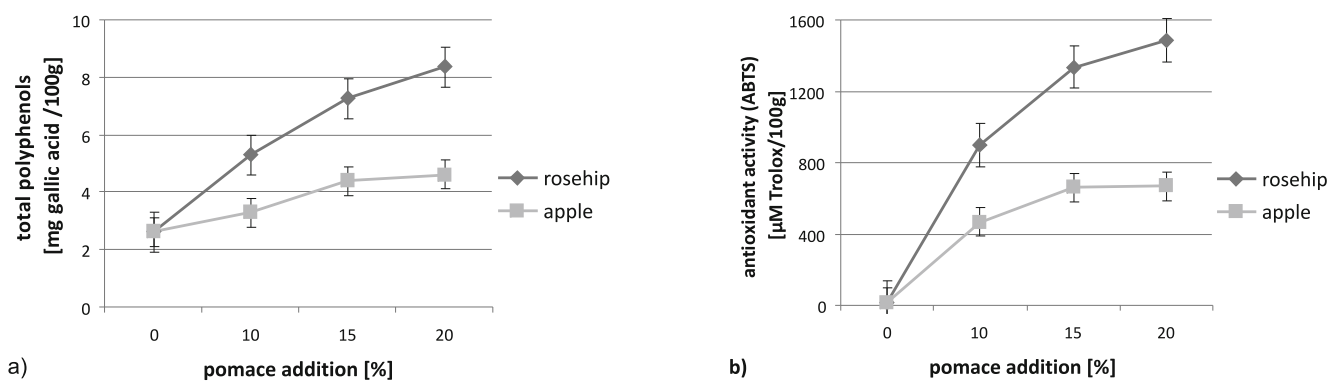 total polyphenols
[mg gallic acid /100g]
10
8
6
4
2
0
0 10 15 20
pomace addition [%]
rosehip
apple
a)
antioxidant activity (ABTS)
[µM Trolox/100g]
1600
1200
800
400
0
0 10 15 20
pomace addition [%]
rosehip
apple
b)